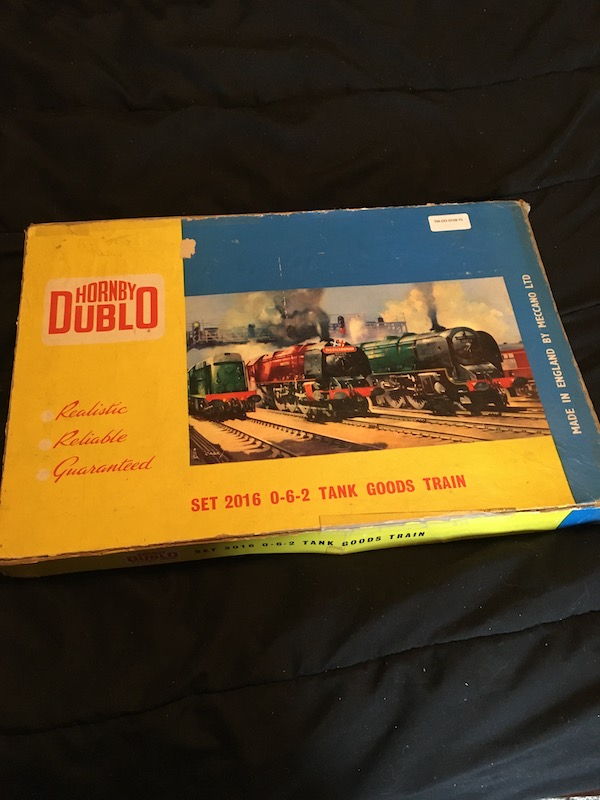 HORNBY
DUBLO
Realistic
Reliable
Guaranteed
SET 2016 0-6-2 TANK GOODS TRAIN
MADE IN ENGLAND BY MECCANO LTD
HORNBY
DUBLO
SET 2016 0-6-2 TANK GOODS TRAIN